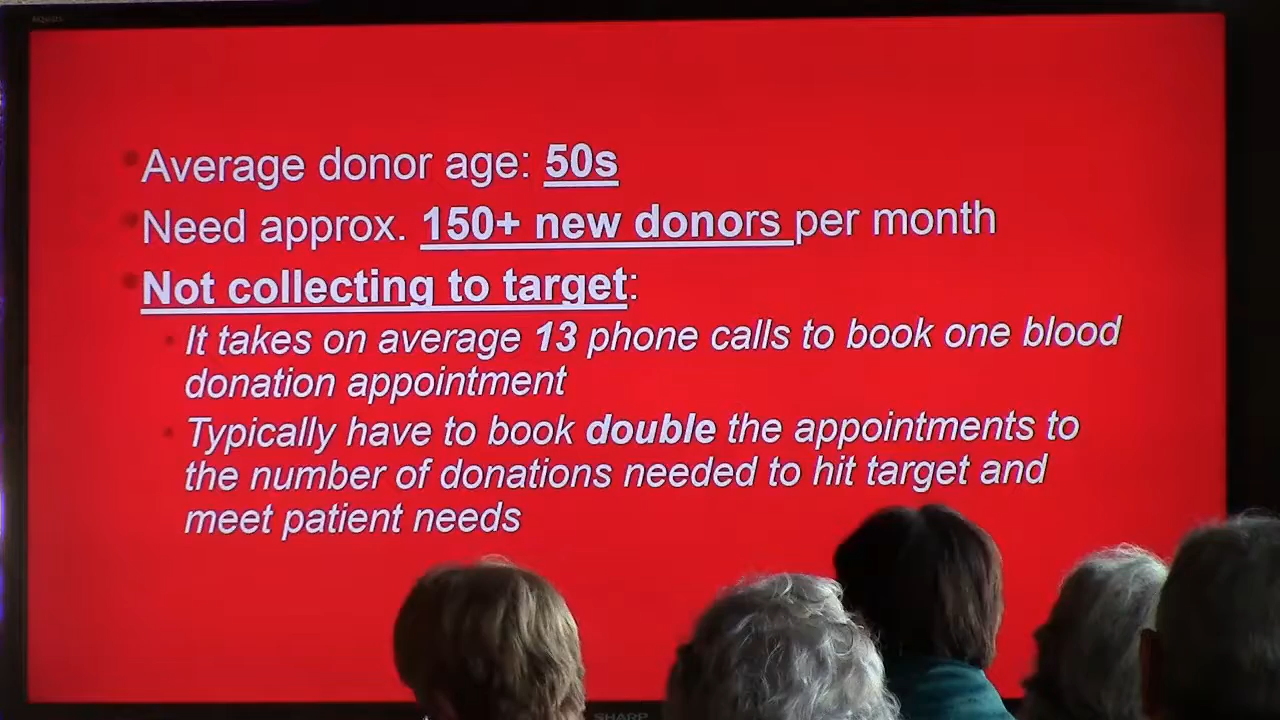 AQUOS
•Average donor age: 50s
•Need approx. 150+ new donors per month
•Not collecting to target:
• It takes on average 13 phone calls to book one blood
donation appointment
• Typically have to book double the appointments to
the number of donations needed to hit target and
meet patient needs
SHARP